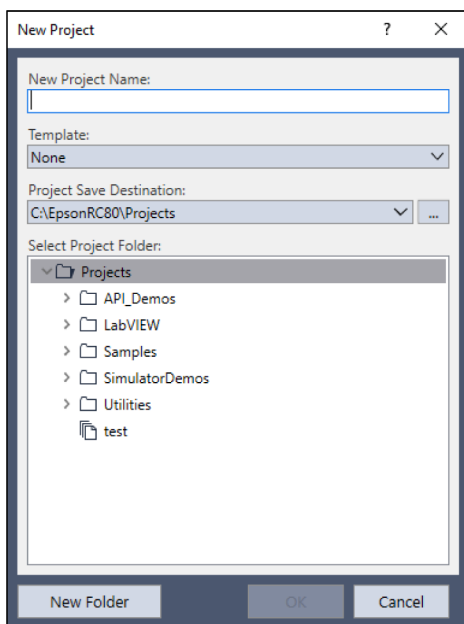 New Project ? ×
New Project Name:
Template:
None
Project Save Destination:
C:\EpsonRC80\Projects ...
Select Project Folder:
Projects
API_Demos
LabVIEW
Samples
SimulatorDemos
Utilities
test
New Folder OK Cancel